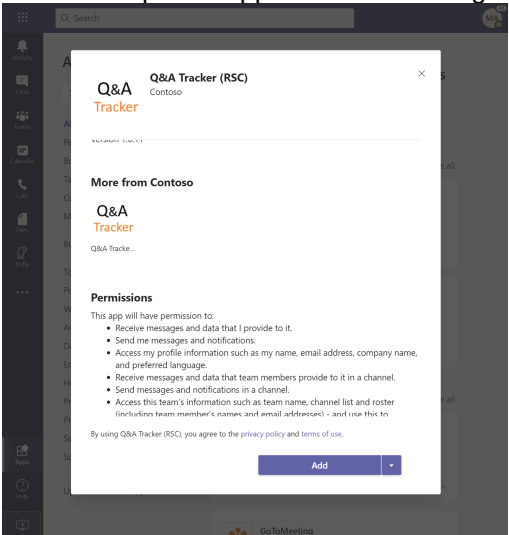 Search
MA
Activity
Chat
Teams
Calendar
Calls
Files
Polly
Apps
Help
Q&A
Tracker
Q&A Tracker (RSC)
Contoso
More from Contoso
Q&A
Tracker
Q&A Tracke...
Permissions
This app will have permission to:
• Receive messages and data that I provide to it.
• Send me messages and notifications.
• Access my profile information such as my name, email address, company name,
and preferred language.
• Receive messages and data that team members provide to it in a channel.
• Send messages and notifications in a channel.
• Access this team's information such as team name, channel list and roster
(including team member's names and email addresses) - and use this to
By using Q&A Tracker (RSC), you agree to the privacy policy and terms of use.
Add
GoToMeeting